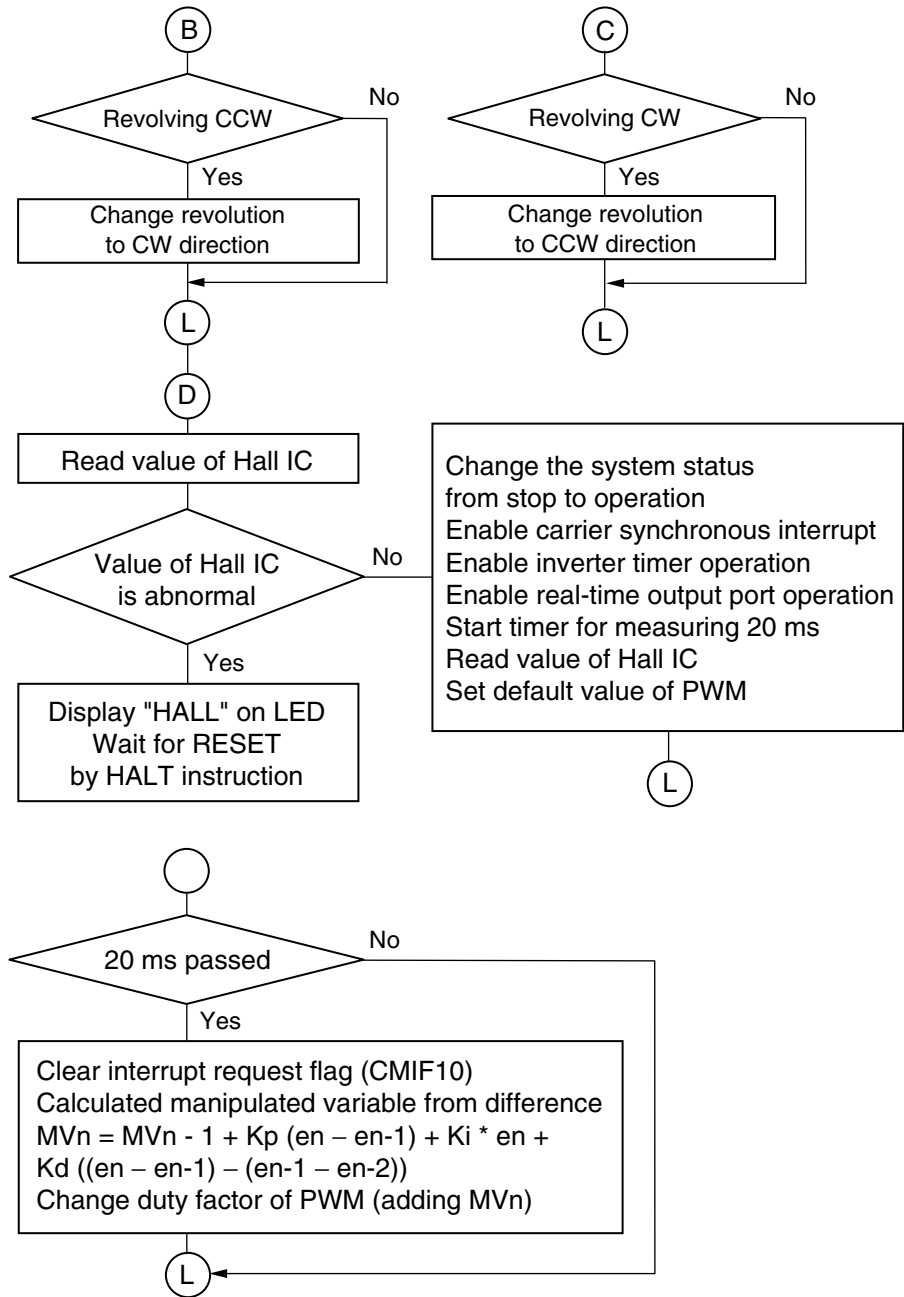 B
Revolving CCW
No
Yes
Change revolution
to CW direction
L
C
Revolving CW
No
Yes
Change revolution
to CCW direction
L
D
Read value of Hall IC
Value of Hall IC
is abnormal
No
Yes
Display "HALL" on LED
Wait for RESET
by HALT instruction
Change the system status
from stop to operation
Enable carrier synchronous interrupt
Enable inverter timer operation
Enable real-time output port operation
Start timer for measuring 20 ms
Read value of Hall IC
Set default value of PWM
L
20 ms passed
No
Yes
Clear interrupt request flag (CMIF10)
Calculated manipulated variable from difference
MVn = MVn - 1 + Kp (en – en-1) + Ki * en +
Kd ((en – en-1) – (en-1 – en-2))
Change duty factor of PWM (adding MVn)
L